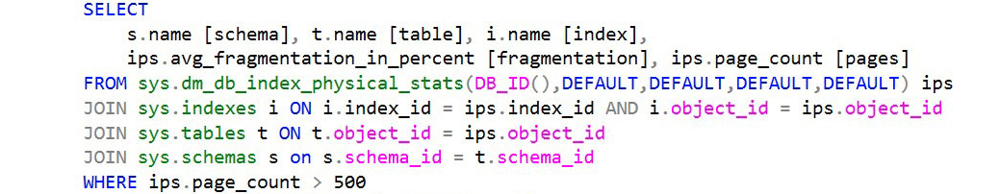 SELECT
s.name [schema], t.name [table], i.name [index],
ips.avg_fragmentation_in_percent [fragmentation], ips.page_count [pages]
FROM sys.dm_db_index_physical_stats(DB_ID(),DEFAULT,DEFAULT,DEFAULT,DEFAULT) ips
JOIN sys.indexes i ON i.index_id = ips.index_id AND i.object_id = ips.object_id
JOIN sys.tables t ON t.object_id = ips.object_id
JOIN sys.schemas s on s.schema_id = t.schema_id
WHERE ips.page_count > 500